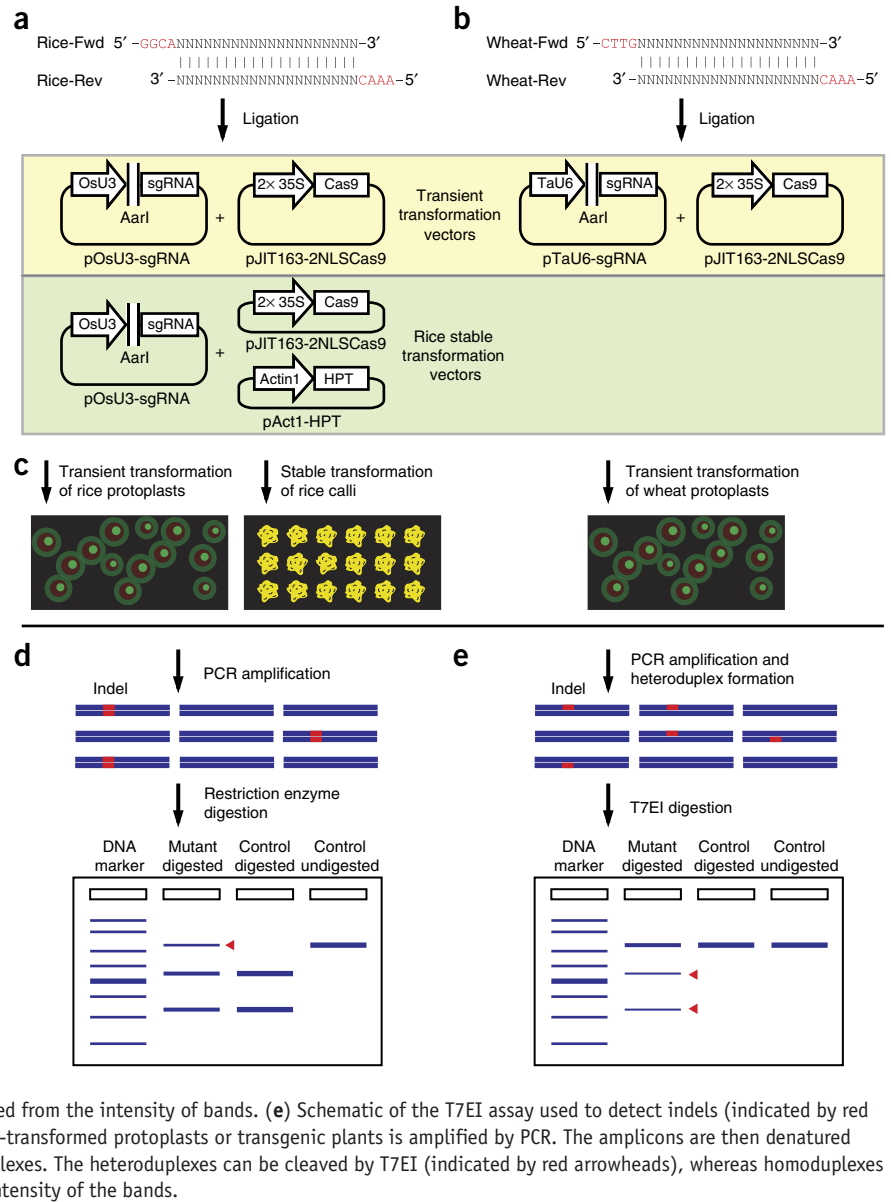 a
Rice-Fwd 5′ -GGCANNNNNNNNNNNNNNNNNNNN-3′
Rice-Rev 3′ -NNNNNNNNNNNNNNNNNNNNCAAA-5′
Ligation
b
Wheat-Fwd 5′ -CTTGNNNNNNNNNNNNNNNNNNNN-3′
Wheat-Rev 3′ -NNNNNNNNNNNNNNNNNNNNCAAA-5′
Ligation
OsU3 sgRNA
AarI
pOsU3-sgRNA
+
2× 35S Cas9
pJIT163-2NLSCas9
Transient
transformation
vectors
TaU6 sgRNA
AarI
pTaU6-sgRNA
+
2× 35S Cas9
pJIT163-2NLSCas9
OsU3 sgRNA
AarI
pOsU3-sgRNA
+
2× 35S Cas9
pJIT163-2NLSCas9
Actin1 HPT
pAct1-HPT
Rice stable
transformation
vectors
c
Transient transformation
of rice protoplasts
Stable transformation
of rice calli
Transient transformation
of wheat protoplasts
d
PCR amplification
Indel
Restriction enzyme
digestion
DNA
marker
Mutant
digested
Control
digested
Control
undigested
e
PCR amplification and
heteroduplex formation
Indel
T7EI digestion
DNA
marker
Mutant
digested
Control
digested
Control
undigested
ed from the intensity of bands. (e) Schematic of the T7EI assay used to detect indels (indicated by red
-transformed protoplasts or transgenic plants is amplified by PCR. The amplicons are then denatured
plexes. The heteroduplexes can be cleaved by T7EI (indicated by red arrowheads), whereas homoduplexes
ntensity of the bands.